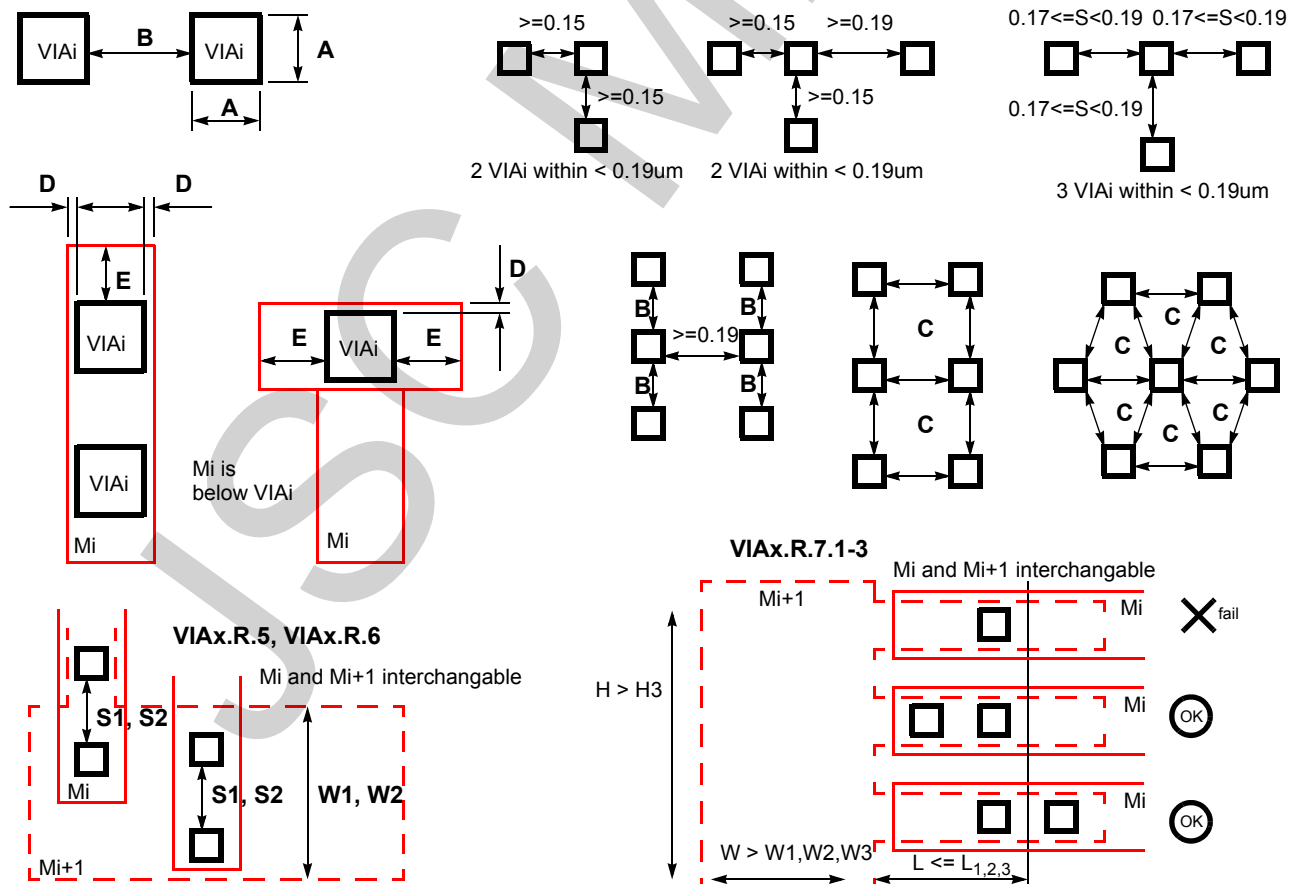 VIAi
B
VIAi
A
A
>=0.15
>=0.15
2 VIAi within < 0.19um
>=0.15
>=0.19
>=0.15
2 VIAi within < 0.19um
0.17<=S<0.19
0.17<=S<0.19
0.17<=S<0.19
3 VIAi within < 0.19um
D
D
E
VIAi
VIAi
Mi
D
E
VIAi
E
Mi is
below VIAi
Mi
B
B
>=0.19
B
B
C
C
C
C
C
C
C
C
VIAx.R.5, VIAx.R.6
Mi and Mi+1 interchangable
S1, S2
Mi
S1, S2
W1, W2
Mi+1
VIAx.R.7.1-3
Mi and Mi+1 interchangable
Mi+1
Mi
fail
H > H3
Mi
OK
Mi
OK
W > W1,W2,W3
L <= L1,2,3
JSC M